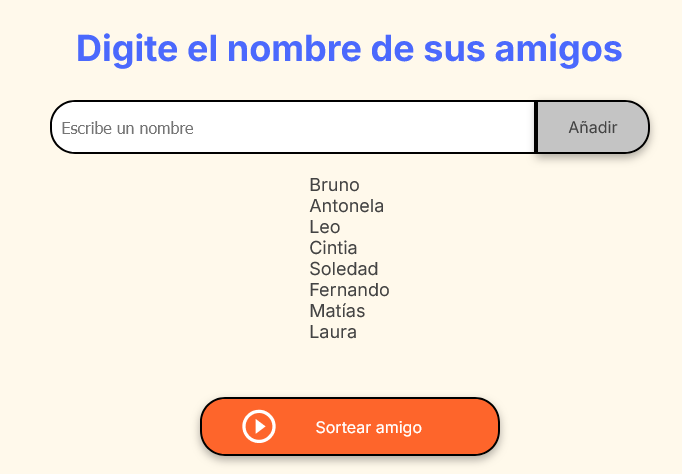 Digite el nombre de sus amigos
Escribe un nombre
Añadir
Bruno
Antonela
Leo
Cintia
Soledad
Fernando
Matías
Laura
Sortear amigo